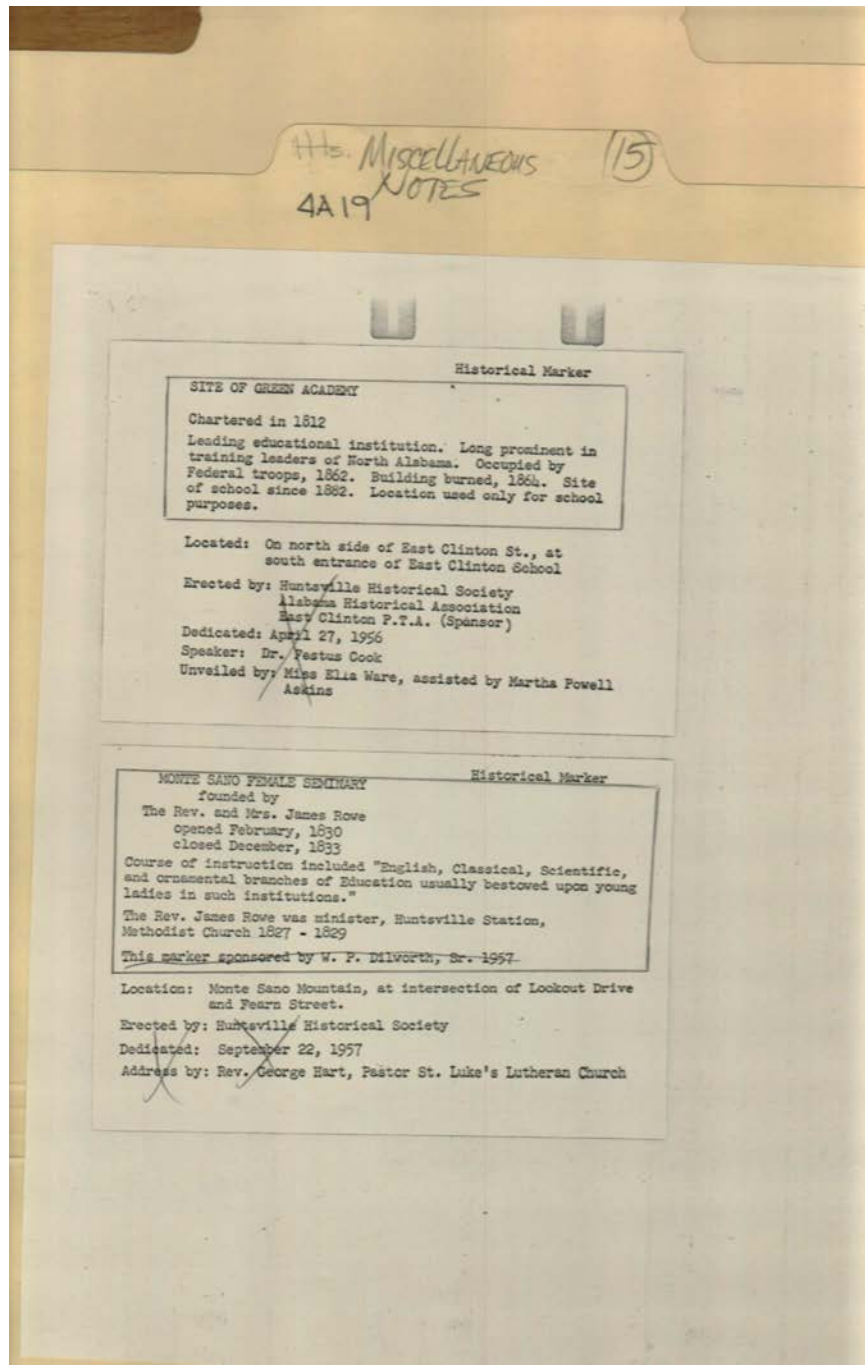 MISCELLANEOUS (15)
NOTES
4A19
Historical Marker
SITE OF GREEN ACADEMY
Chartered in 1812
Leading educational institution. Long prominent in
training leaders of North Alabama. Occupied by
Federal troops, 1862. Building burned, 1864. Site
of school since 1882. Location used only for school
purposes.
Located: On north side of East Clinton St., at
south entrance of East Clinton School
Erected by: Huntsville Historical Society
Alabama Historical Association
East Clinton P.T.A. (Sponsor)
Dedicated: April 27, 1956
Speaker: Dr. Festus Cook
Unveiled by: Miss Ella Ware, assisted by Martha Powell
Askins
MONTE SANO FEMALE SEMINARY Historical Marker
founded by
The Rev. and Mrs. James Rowe
opened February, 1830
closed December, 1833
Course of instruction included "English, Classical, Scientific,
and ornamental branches of Education usually bestowed upon young
ladies in such institutions."
The Rev. James Rowe was minister, Huntsville Station,
Methodist Church 1827 - 1829
This marker sponsored by W. P. Dilworth, Sr. 1957
Location: Monte Sano Mountain, at intersection of Lookout Drive
and Fearn Street.
Erected by: Huntsville Historical Society
Dedicated: September 22, 1957
Address by: Rev. George Hart, Pastor St. Luke's Lutheran Church